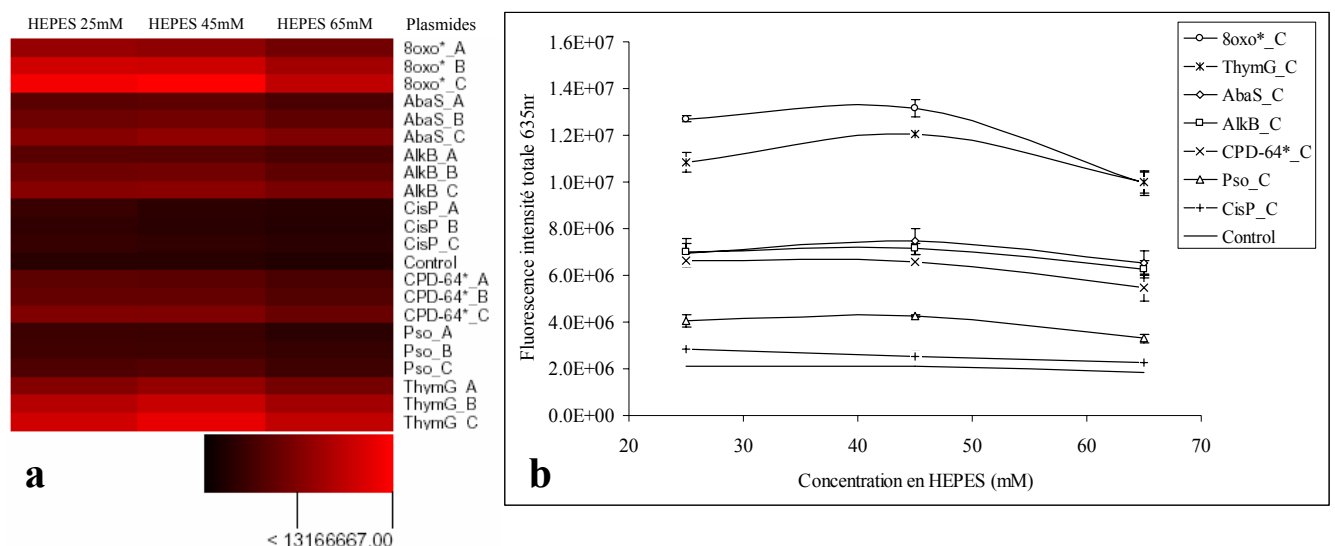 HEPES 25mM HEPES 45mM HEPES 65mM Plasmides
8oxo*_A
8oxo*_B
8oxo*_C
AbaS_A
AbaS_B
AbaS_C
AlkB_A
AlkB_B
AlkB_C
CisP_A
CisP_B
CisP_C
Control
CPD-64*_A
CPD-64*_B
CPD-64*_C
Pso_A
Pso_B
Pso_C
ThymG_A
ThymG_B
ThymG_C
< 13166667.00
a
Fluorescence intensité totale 635nr
1.6E+07
1.4E+07
1.2E+07
1.0E+07
8.0E+06
6.0E+06
4.0E+06
2.0E+06
0.0E+00
20 30 40 50 60 70
Concentration en HEPES (mM)
b
8oxo*_C
ThymG_C
AbaS_C
AlkB_C
CPD-64*_C
Pso_C
CisP_C
Control